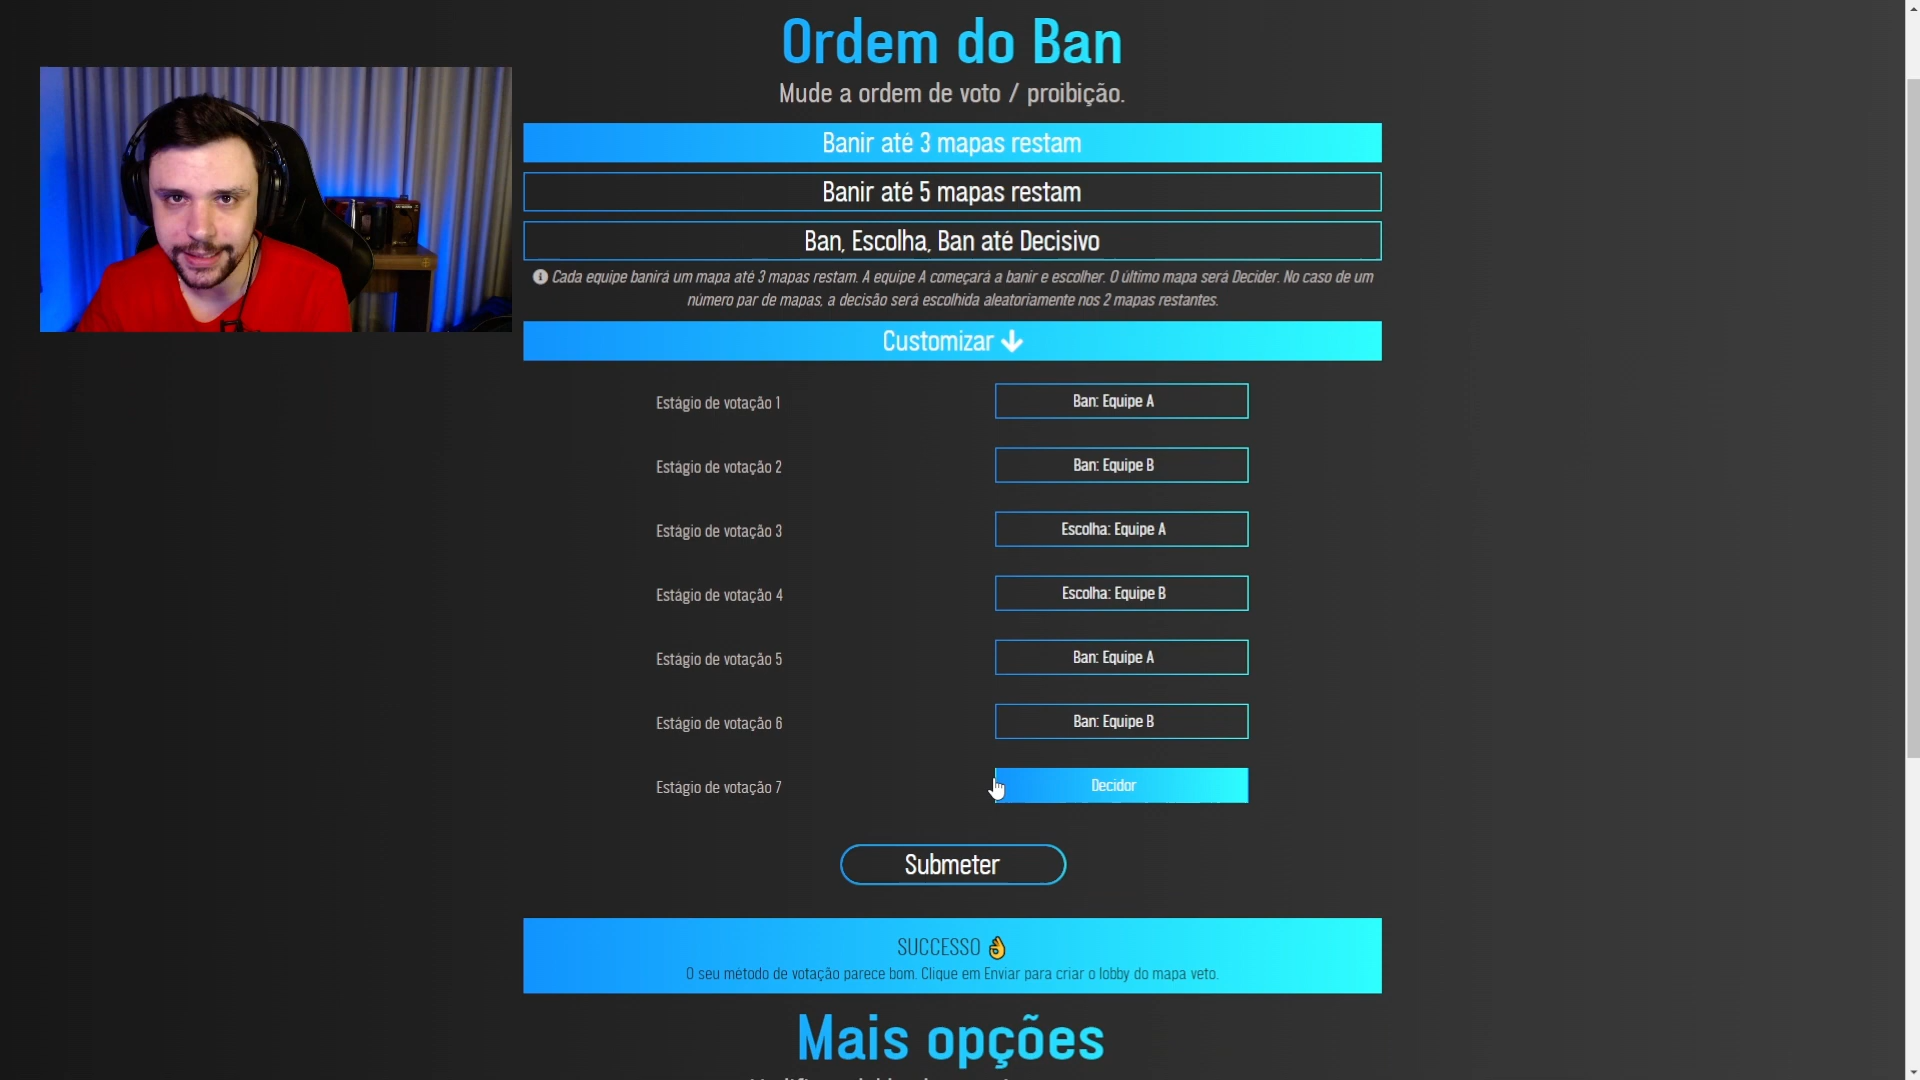 Ordem do Ban
Mude a ordem de voto / proibição.
Banir até 3 mapas restam
Banir até 5 mapas restam
Ban, Escolha, Ban até Decisivo
Cada equipe banirá um mapa até 3 mapas restam. A equipe A começará a banir e escolher. O último mapa será Decider. No caso de um
número par de mapas, a decisão será escolhida aleatoriamente nos 2 mapas restantes.
Customizar
Estágio de votação 1 Ban: Equipe A
Estágio de votação 2 Ban: Equipe B
Estágio de votação 3 Escolha: Equipe A
Estágio de votação 4 Escolha: Equipe B
Estágio de votação 5 Ban: Equipe A
Estágio de votação 6 Ban: Equipe B
Estágio de votação 7 Decidor
Submeter
SUCCESSO 👌
O seu método de votação parece bom. Clique em Enviar para criar o lobby do mapa veto.
Mais opções